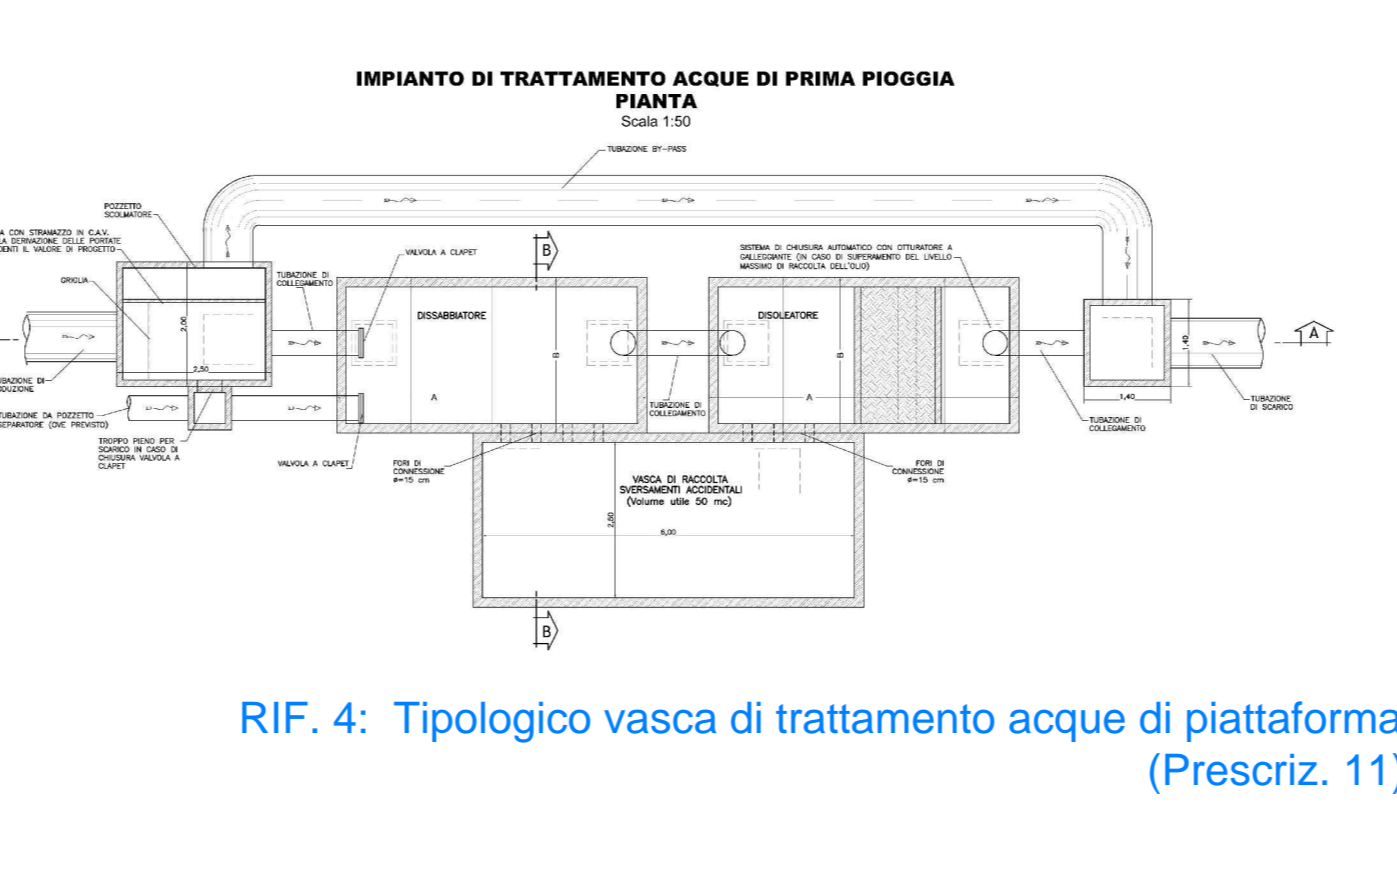 IMPIANTO DI TRATTAMENTO ACQUE DI PRIMA PIOGGIA
PIANTA
Scala 1:50
TUBAZIONE BY-PASS
POZZETTO
SCOLMATORE
A CON STRAMAZZO IN C.A.V.
LA DERIVAZIONE DELLE PORTATE
DENTI IL VALORE DI PROGETTO
GRIGLIA
TUBAZIONE DI
COLLEGAMENTO
VALVOLA A CLAPET
B
SISTEMA DI CHIUSURA AUTOMATICO CON OTTURATORE A
GALLEGGIANTE (IN CASO DI SUPERAMENTO DEL LIVELLO
MASSIMO DI RACCOLTA DELL'OLIO)
DISSABBIATORE
DISOLEATORE
2,00
2,50
A
B
B
A
1,40
1,40
A
UBAZIONE DI
ODUZIONE
TUBAZIONE DA POZZETTO
SEPARATORE (OVE PREVISTO)
TROPPO PIENO PER
SCARICO IN CASO DI
CHIUSURA VALVOLA A
CLAPET
VALVOLA A CLAPET
FORI DI
CONNESSIONE
ø=15 cm
TUBAZIONE DI
COLLEGAMENTO
FORI DI
CONNESSIONE
ø=15 cm
TUBAZIONE DI
COLLEGAMENTO
TUBAZIONE
DI SCARICO
VASCA DI RACCOLTA
SVERSAMENTI ACCIDENTALI
(Volume utile 50 mc)
2,50
6,00
B
RIF. 4: Tipologico vasca di trattamento acque di piattaforma
(Prescriz. 11)